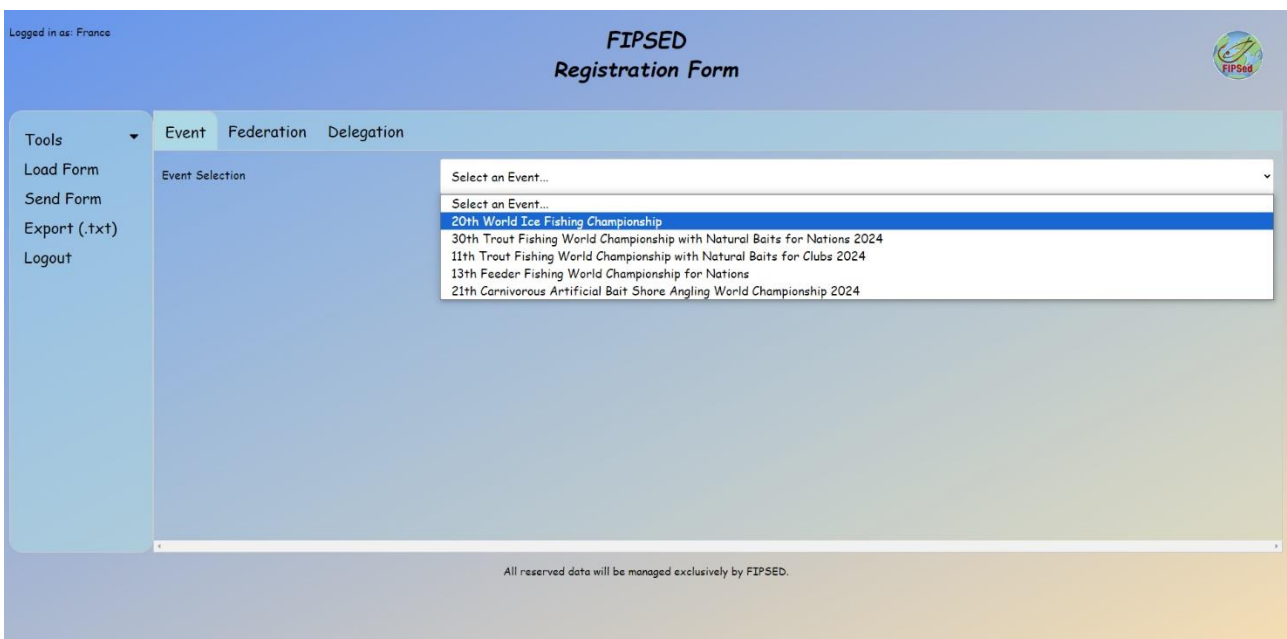 Logged in as: France
FIPSED
Registration Form
FIPSed
Tools
Load Form
Send Form
Export (.txt)
Logout
Event Federation Delegation
Event Selection
Select an Event...
Select an Event...
20th World Ice Fishing Championship
30th Trout Fishing World Championship with Natural Baits for Nations 2024
11th Trout Fishing World Championship with Natural Baits for Clubs 2024
13th Feeder Fishing World Championship for Nations
21th Carnivorous Artificial Bait Shore Angling World Championship 2024
All reserved data will be managed exclusively by FIPSED.